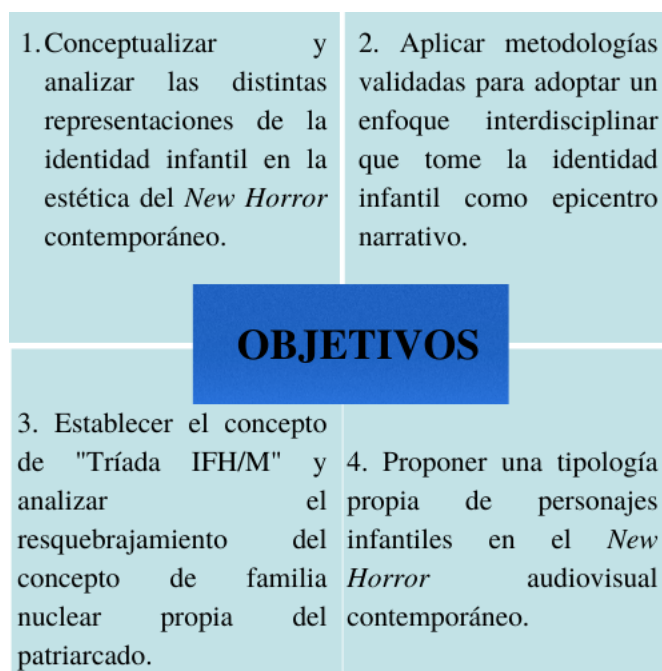 1. Conceptualizar y
analizar las distintas
representaciones de la
identidad infantil en la
estética del New Horror
contemporáneo.
2. Aplicar metodologías
validadas para adoptar un
enfoque interdisciplinar
que tome la identidad
infantil como epicentro
narrativo.
OBJETIVOS
3. Establecer el concepto
de "Tríada IFH/M" y
analizar el
resquebrajamiento del
concepto de familia
nuclear propia del
patriarcado.
4. Proponer una tipología
propia de personajes
infantiles en el New
Horror audiovisual
contemporáneo.